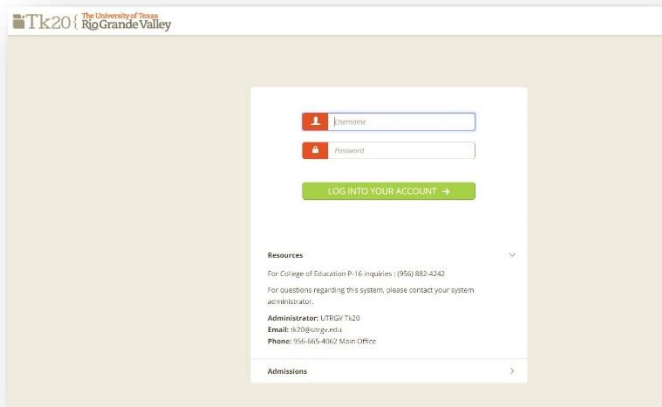 Tk20 { The University of Texas
Rio Grande Valley
Username
Password
LOG INTO YOUR ACCOUNT →
Resources
For College of Education P-16 inquiries : (956) 882-4242
For questions regarding this system, please contact your system
administrator.
Administrator: UTRGV Tk20
Email: tk20@utrgv.edu
Phone: 956-665-4062 Main Office
Admissions